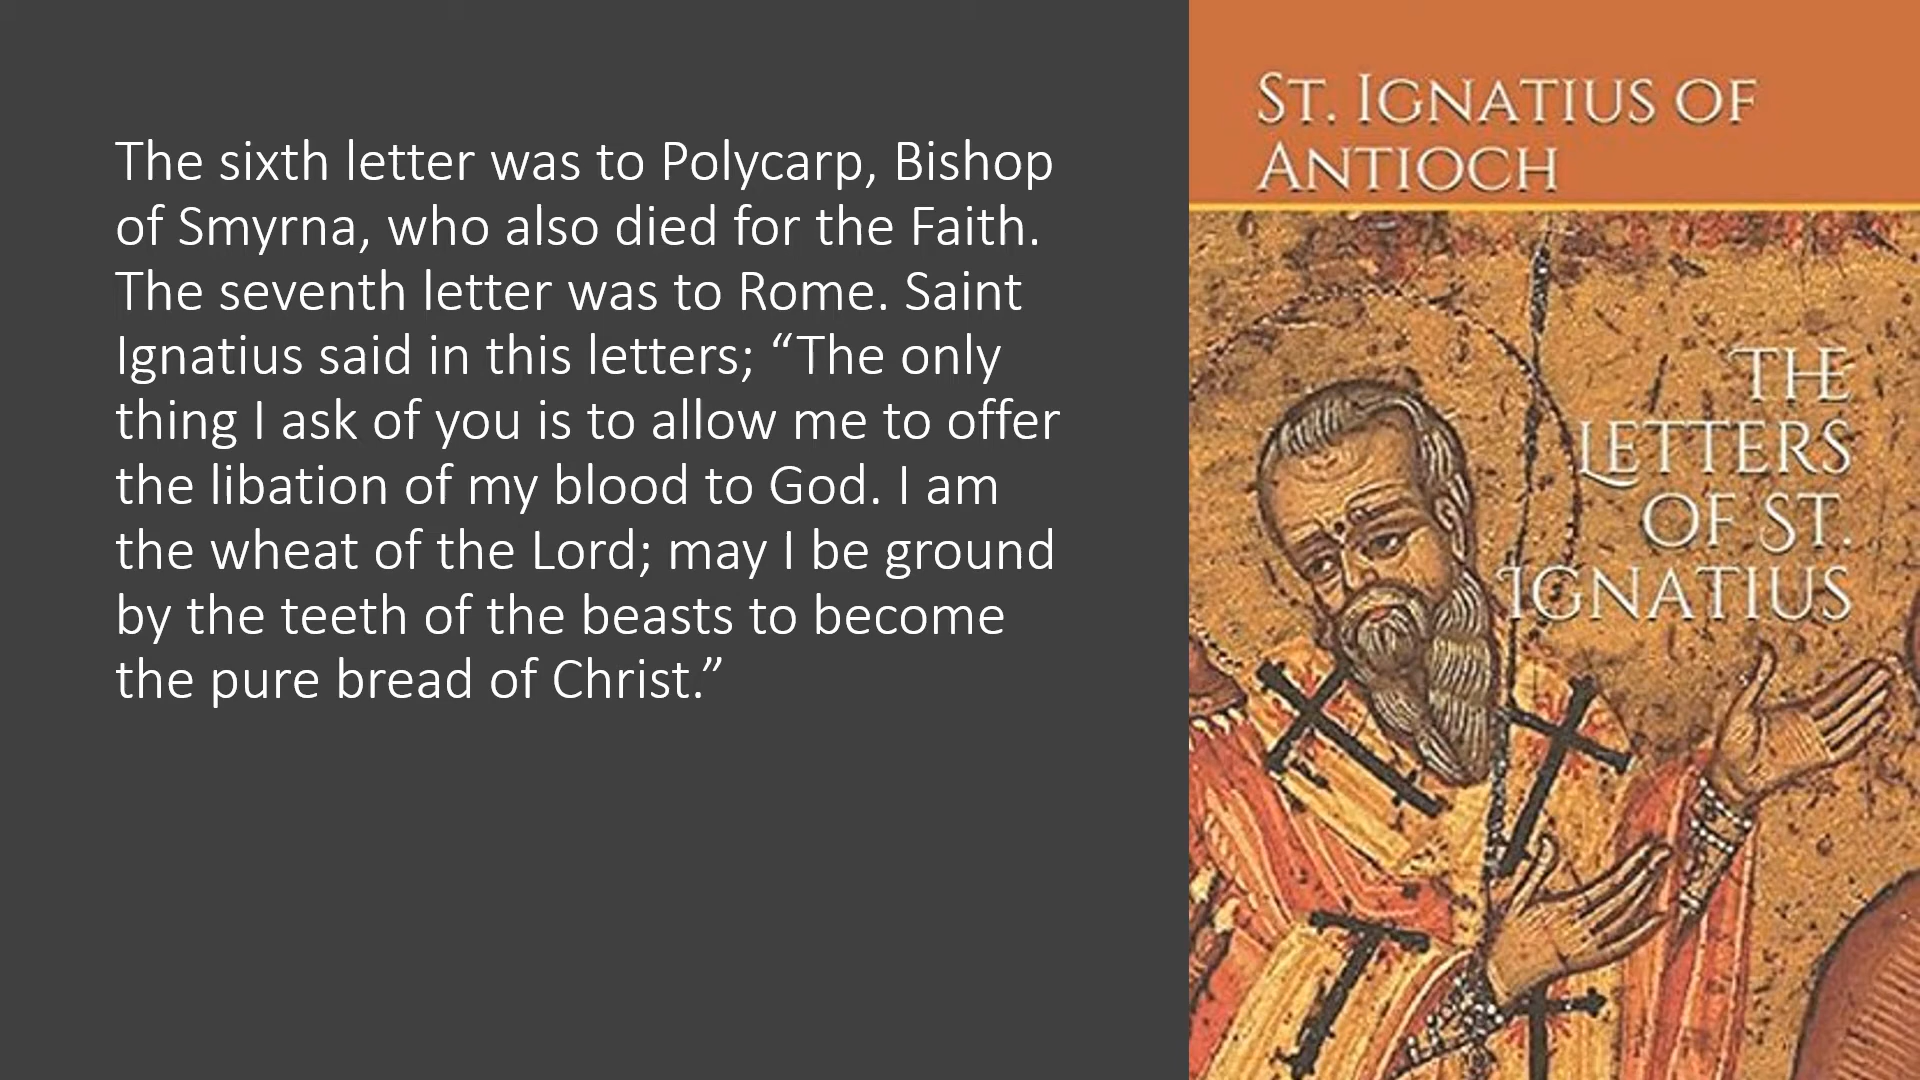 The sixth letter was to Polycarp, Bishop
of Smyrna, who also died for the Faith.
The seventh letter was to Rome. Saint
Ignatius said in this letters; “The only
thing I ask of you is to allow me to offer
the libation of my blood to God. I am
the wheat of the Lord; may I be ground
by the teeth of the beasts to become
the pure bread of Christ.”
St. Ignatius of
Antioch
The
Letters
of St.
Ignatius